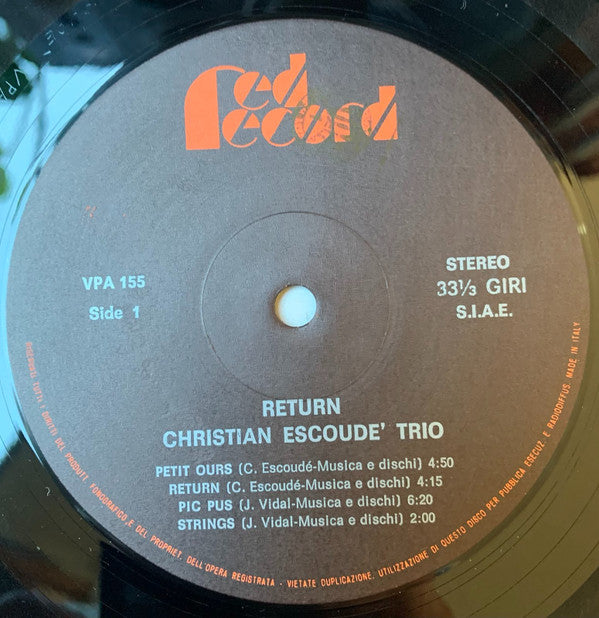 Red
Record
VPA 155
Side 1
STEREO
33⅓ GIRI
S.I.A.E.
RETURN
CHRISTIAN ESCOUDE' TRIO
PETIT OURS (C. Escoudé-Musica e dischi) 4:50
RETURN (C. Escoudé-Musica e dischi) 4:15
PIC PUS (J. Vidal-Musica e dischi) 6:20
STRINGS (J. Vidal-Musica e dischi) 2:00
RISERVATI TUTTI I DIRITTI DEL PRODUTT. FONOGRAFICO E DEL PROPRIET. DELL'OPERA REGISTRATA - VIETATE DUPLICAZIONE, UTILIZZAZIONE DI QUESTO DISCO PER PUBBLICA ESECUZ. E RADIODIFFUS. MADE IN ITALY